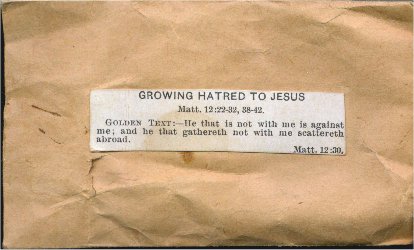 GROWING HATRED TO JESUS
Matt. 12:22-32, 38-42.
GOLDEN TEXT:—He that is not with me is against
me; and he that gathereth not with me scattereth
abroad.
Matt. 12:30.